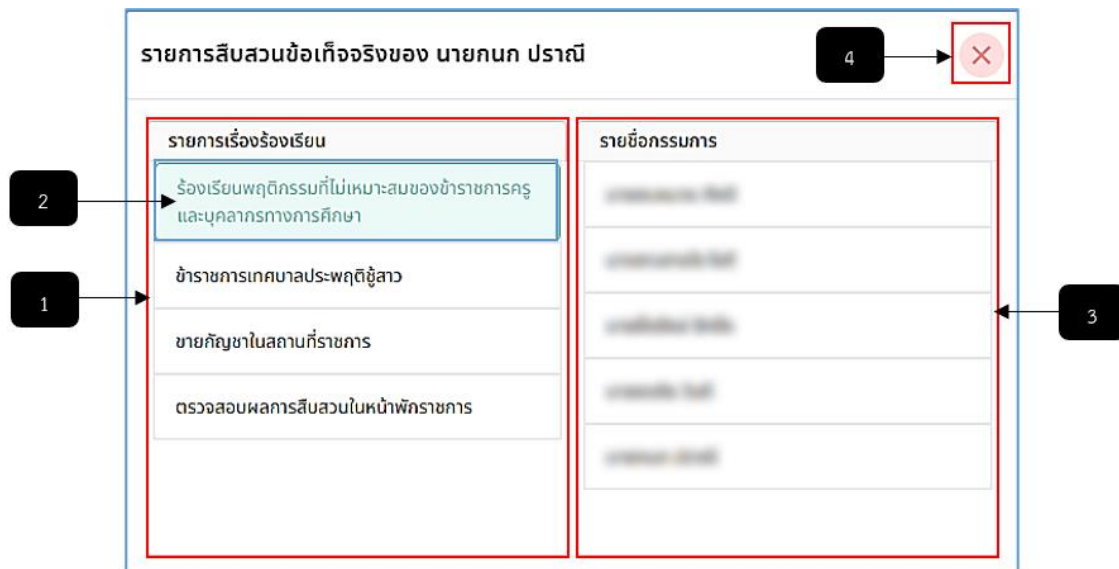 รายการสืบสวนข้อเท็จจริงของ นายกนก ปราณี
4
รายการเรื่องร้องเรียน
รายชื่อกรรมการ
2
ร้องเรียนพฤติกรรมที่ไม่เหมาะสมของข้าราชการครู
และบุคลากรทางการศึกษา
1
ข้าราชการเทศบาลประพฤติชู้สาว
3
ขายกัญชาในสถานที่ราชการ
ตรวจสอบผลการสืบสวนในหน้าพักราชการ